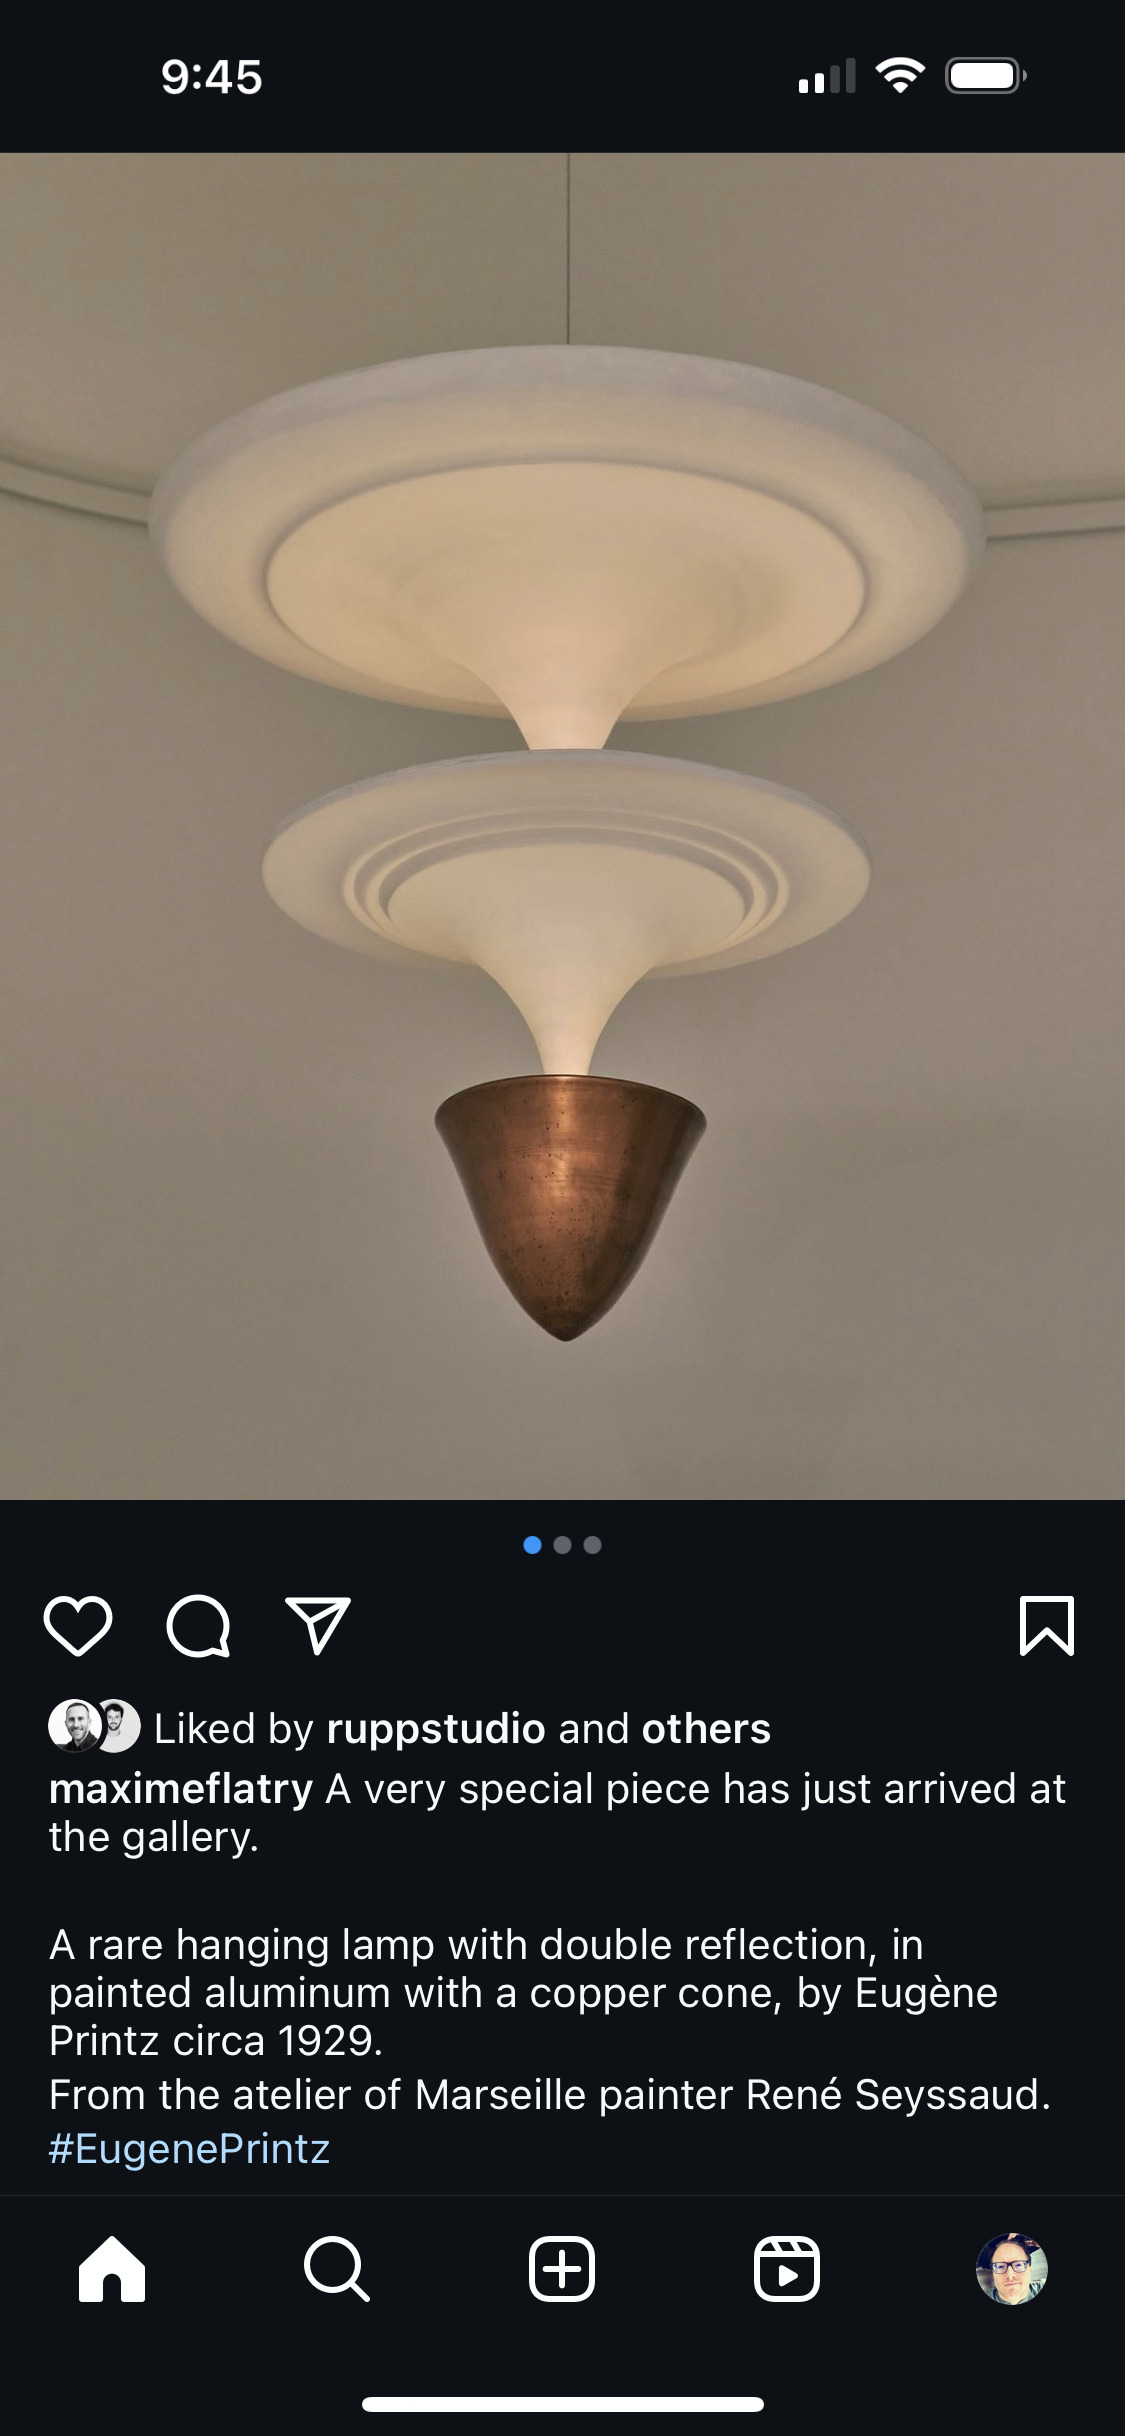 9:45
Liked by ruppstudio and others
maximeflatry A very special piece has just arrived at
the gallery.
A rare hanging lamp with double reflection, in
painted aluminum with a copper cone, by Eugène
Printz circa 1929.
From the atelier of Marseille painter René Seyssaud.
#EugenePrintz